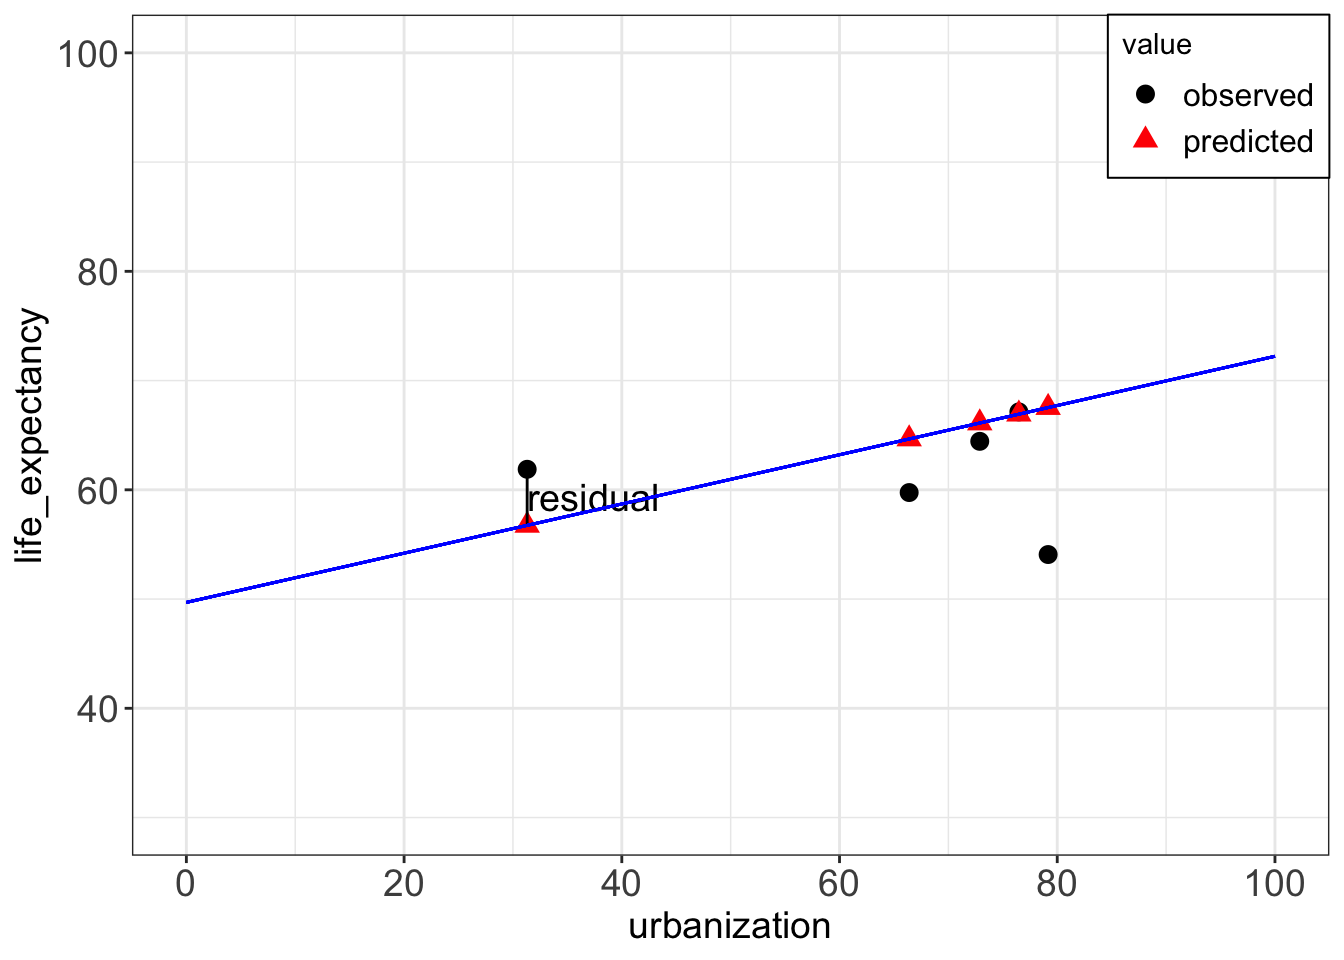 value
observed
predicted
100
80
60
40
life_expectancy
residual
0 20 40 60 80 100
urbanization